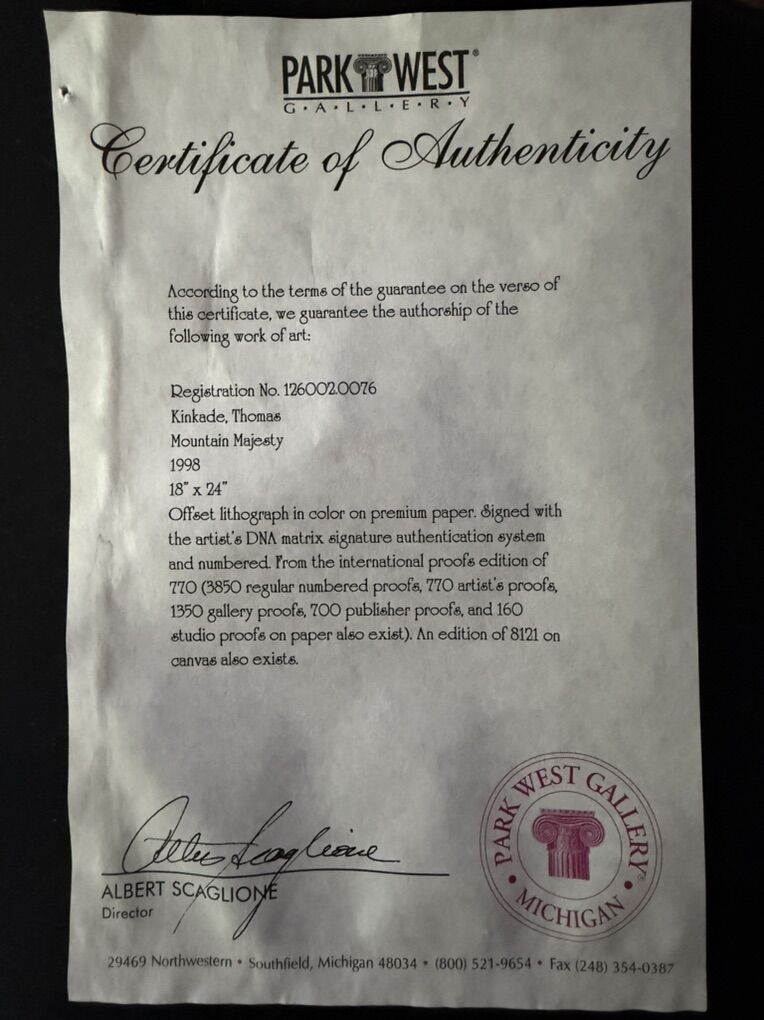 PARK WEST®
G·A·L·L·E·R·Y
Certificate of Authenticity
According to the terms of the guarantee on the verso of
this certificate, we guarantee the authorship of the
following work of art:
Registration No. 126002.0076
Kinkade, Thomas
Mountain Majesty
1998
18" x 24"
Offset lithograph in color on premium paper. Signed with
the artist's DNA matrix signature authentication system
and numbered. From the international proofs edition of
770 (3850 regular numbered proofs, 770 artist's proofs,
1350 gallery proofs, 700 publisher proofs, and 160
studio proofs on paper also exist). An edition of 8121 on
canvas also exists.
Albert Scaglione
ALBERT SCAGLIONE
Director
PARK WEST GALLERY®
• MICHIGAN •
29469 Northwestern • Southfield, Michigan 48034 • (800) 521-9654 • Fax (248) 354-0387